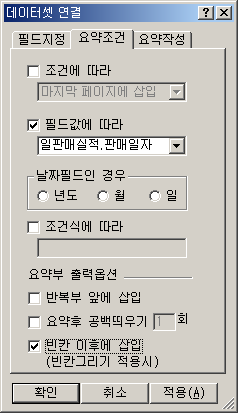 데이터셋 연결
필드지정 요약조건 요약작성
조건에 따라
마지막 페이지에 삽입
필드값에 따라
일판매실적.판매일자
날짜필드인 경우
년도 월 일
조건식에 따라
요약부 출력옵션
반복부 앞에 삽입
요약후 공백띄우기 1 회
빈칸 이후에 삽입
(빈칸그리기 적용시)
확인 취소 적용(A)